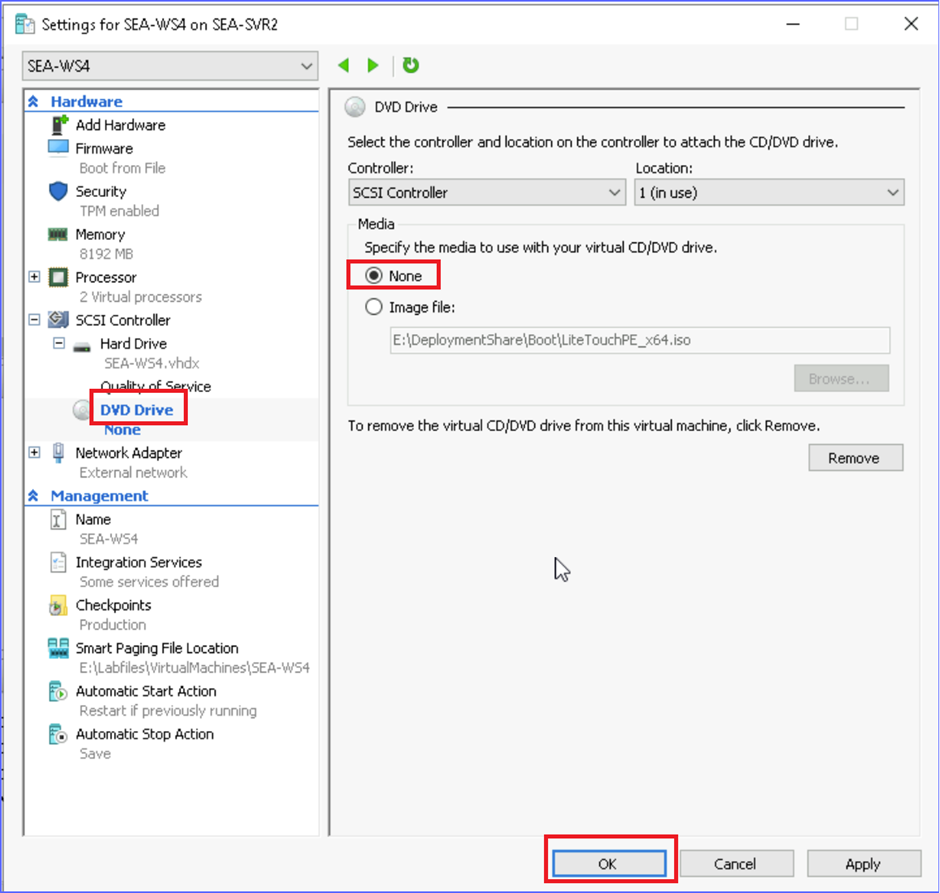 Settings for SEA-WS4 on SEA-SVR2
SEA-WS4
Hardware
Add Hardware
Firmware
Boot from File
Security
TPM enabled
Memory
8192 MB
Processor
2 Virtual processors
SCSI Controller
Hard Drive
SEA-WS4.vhdx
Quality of Service
DVD Drive
None
Network Adapter
External network
Management
Name
SEA-WS4
Integration Services
Some services offered
Checkpoints
Production
Smart Paging File Location
E:\Labfiles\VirtualMachines\SEA-WS4
Automatic Start Action
Restart if previously running
Automatic Stop Action
Save
DVD Drive
Select the controller and location on the controller to attach the CD/DVD drive.
Controller: Location:
SCSI Controller 1 (in use)
Media
Specify the media to use with your virtual CD/DVD drive.
None
Image file:
E:\DeploymentShare\Boot\LiteTouchPE_x64.iso
Browse...
To remove the virtual CD/DVD drive from this virtual machine, click Remove.
Remove
OK Cancel Apply